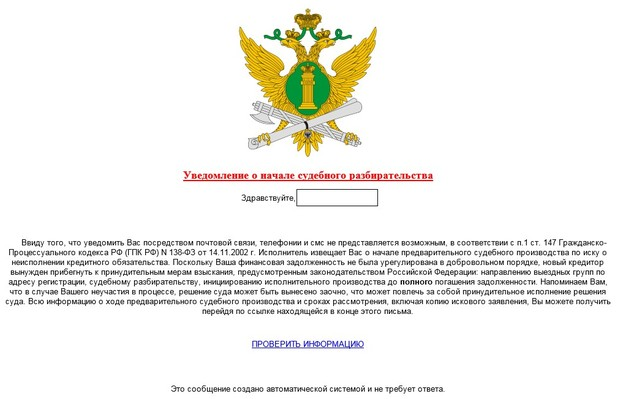 Уведомление о начале судебного разбирательства
Здравствуйте,
Ввиду того, что уведомить Вас посредством почтовой связи, телефонии и смс не представляется возможным, в соответствии с п.1 ст. 147 Гражданско-
Процессуального кодекса РФ (ГПК РФ) N 138-ФЗ от 14.11.2002 г. Исполнитель извещает Вас о начале предварительного судебного производства по иску о
неисполнении кредитного обязательства. Поскольку Ваша финансовая задолженность не была урегулирована в добровольном порядке, новый кредитор
вынужден прибегнуть к принудительным мерам взыскания, предусмотренным законодательством Российской Федерации: направлению выездных групп по
адресу регистрации, судебному разбирательству, инициированию исполнительного производства до полного погашения задолженности. Напоминаем Вам,
что в случае Вашего неучастия в процессе, решение суда может быть вынесено заочно, что может повлечь за собой принудительное исполнение решения
суда. Всю информацию о ходе предварительного судебного производства и сроках рассмотрения, включая копию искового заявления, Вы можете получить
перейдя по ссылке находящейся в конце этого письма.
ПРОВЕРИТЬ ИНФОРМАЦИЮ
Это сообщение создано автоматической системой и не требует ответа.